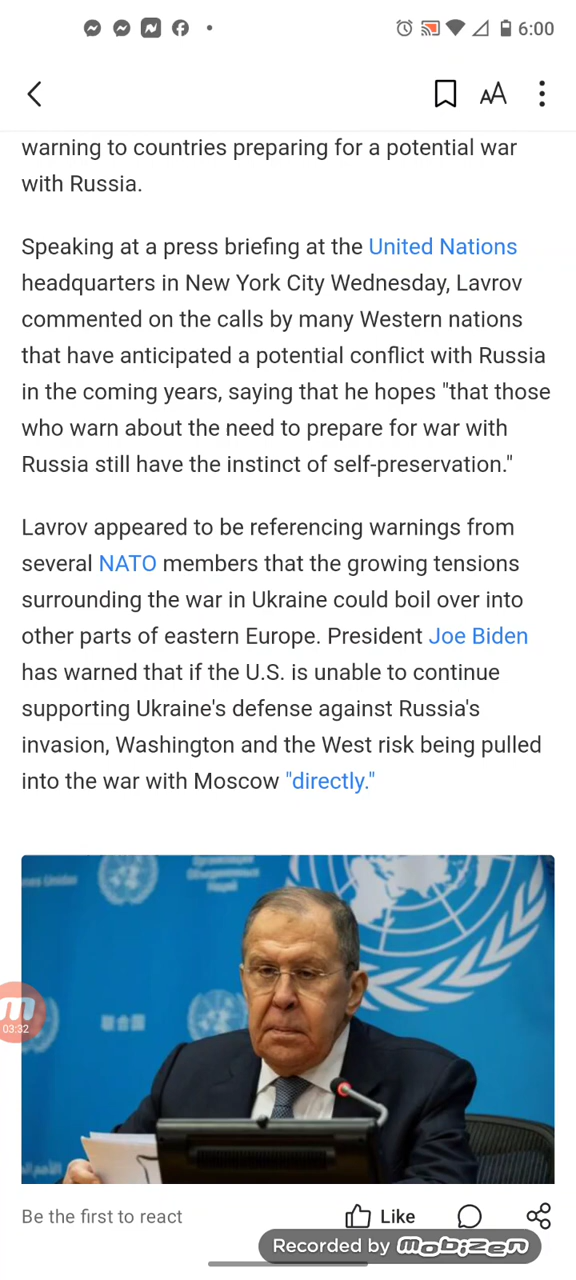 6:00
AA
warning to countries preparing for a potential war
with Russia.
Speaking at a press briefing at the United Nations
headquarters in New York City Wednesday, Lavrov
commented on the calls by many Western nations
that have anticipated a potential conflict with Russia
in the coming years, saying that he hopes "that those
who warn about the need to prepare for war with
Russia still have the instinct of self-preservation."
Lavrov appeared to be referencing warnings from
several NATO members that the growing tensions
surrounding the war in Ukraine could boil over into
other parts of eastern Europe. President Joe Biden
has warned that if the U.S. is unable to continue
supporting Ukraine's defense against Russia's
invasion, Washington and the West risk being pulled
into the war with Moscow "directly."
Организация
Объединенных
Наций
m
03:32
Be the first to react
Like
Recorded by mobizen